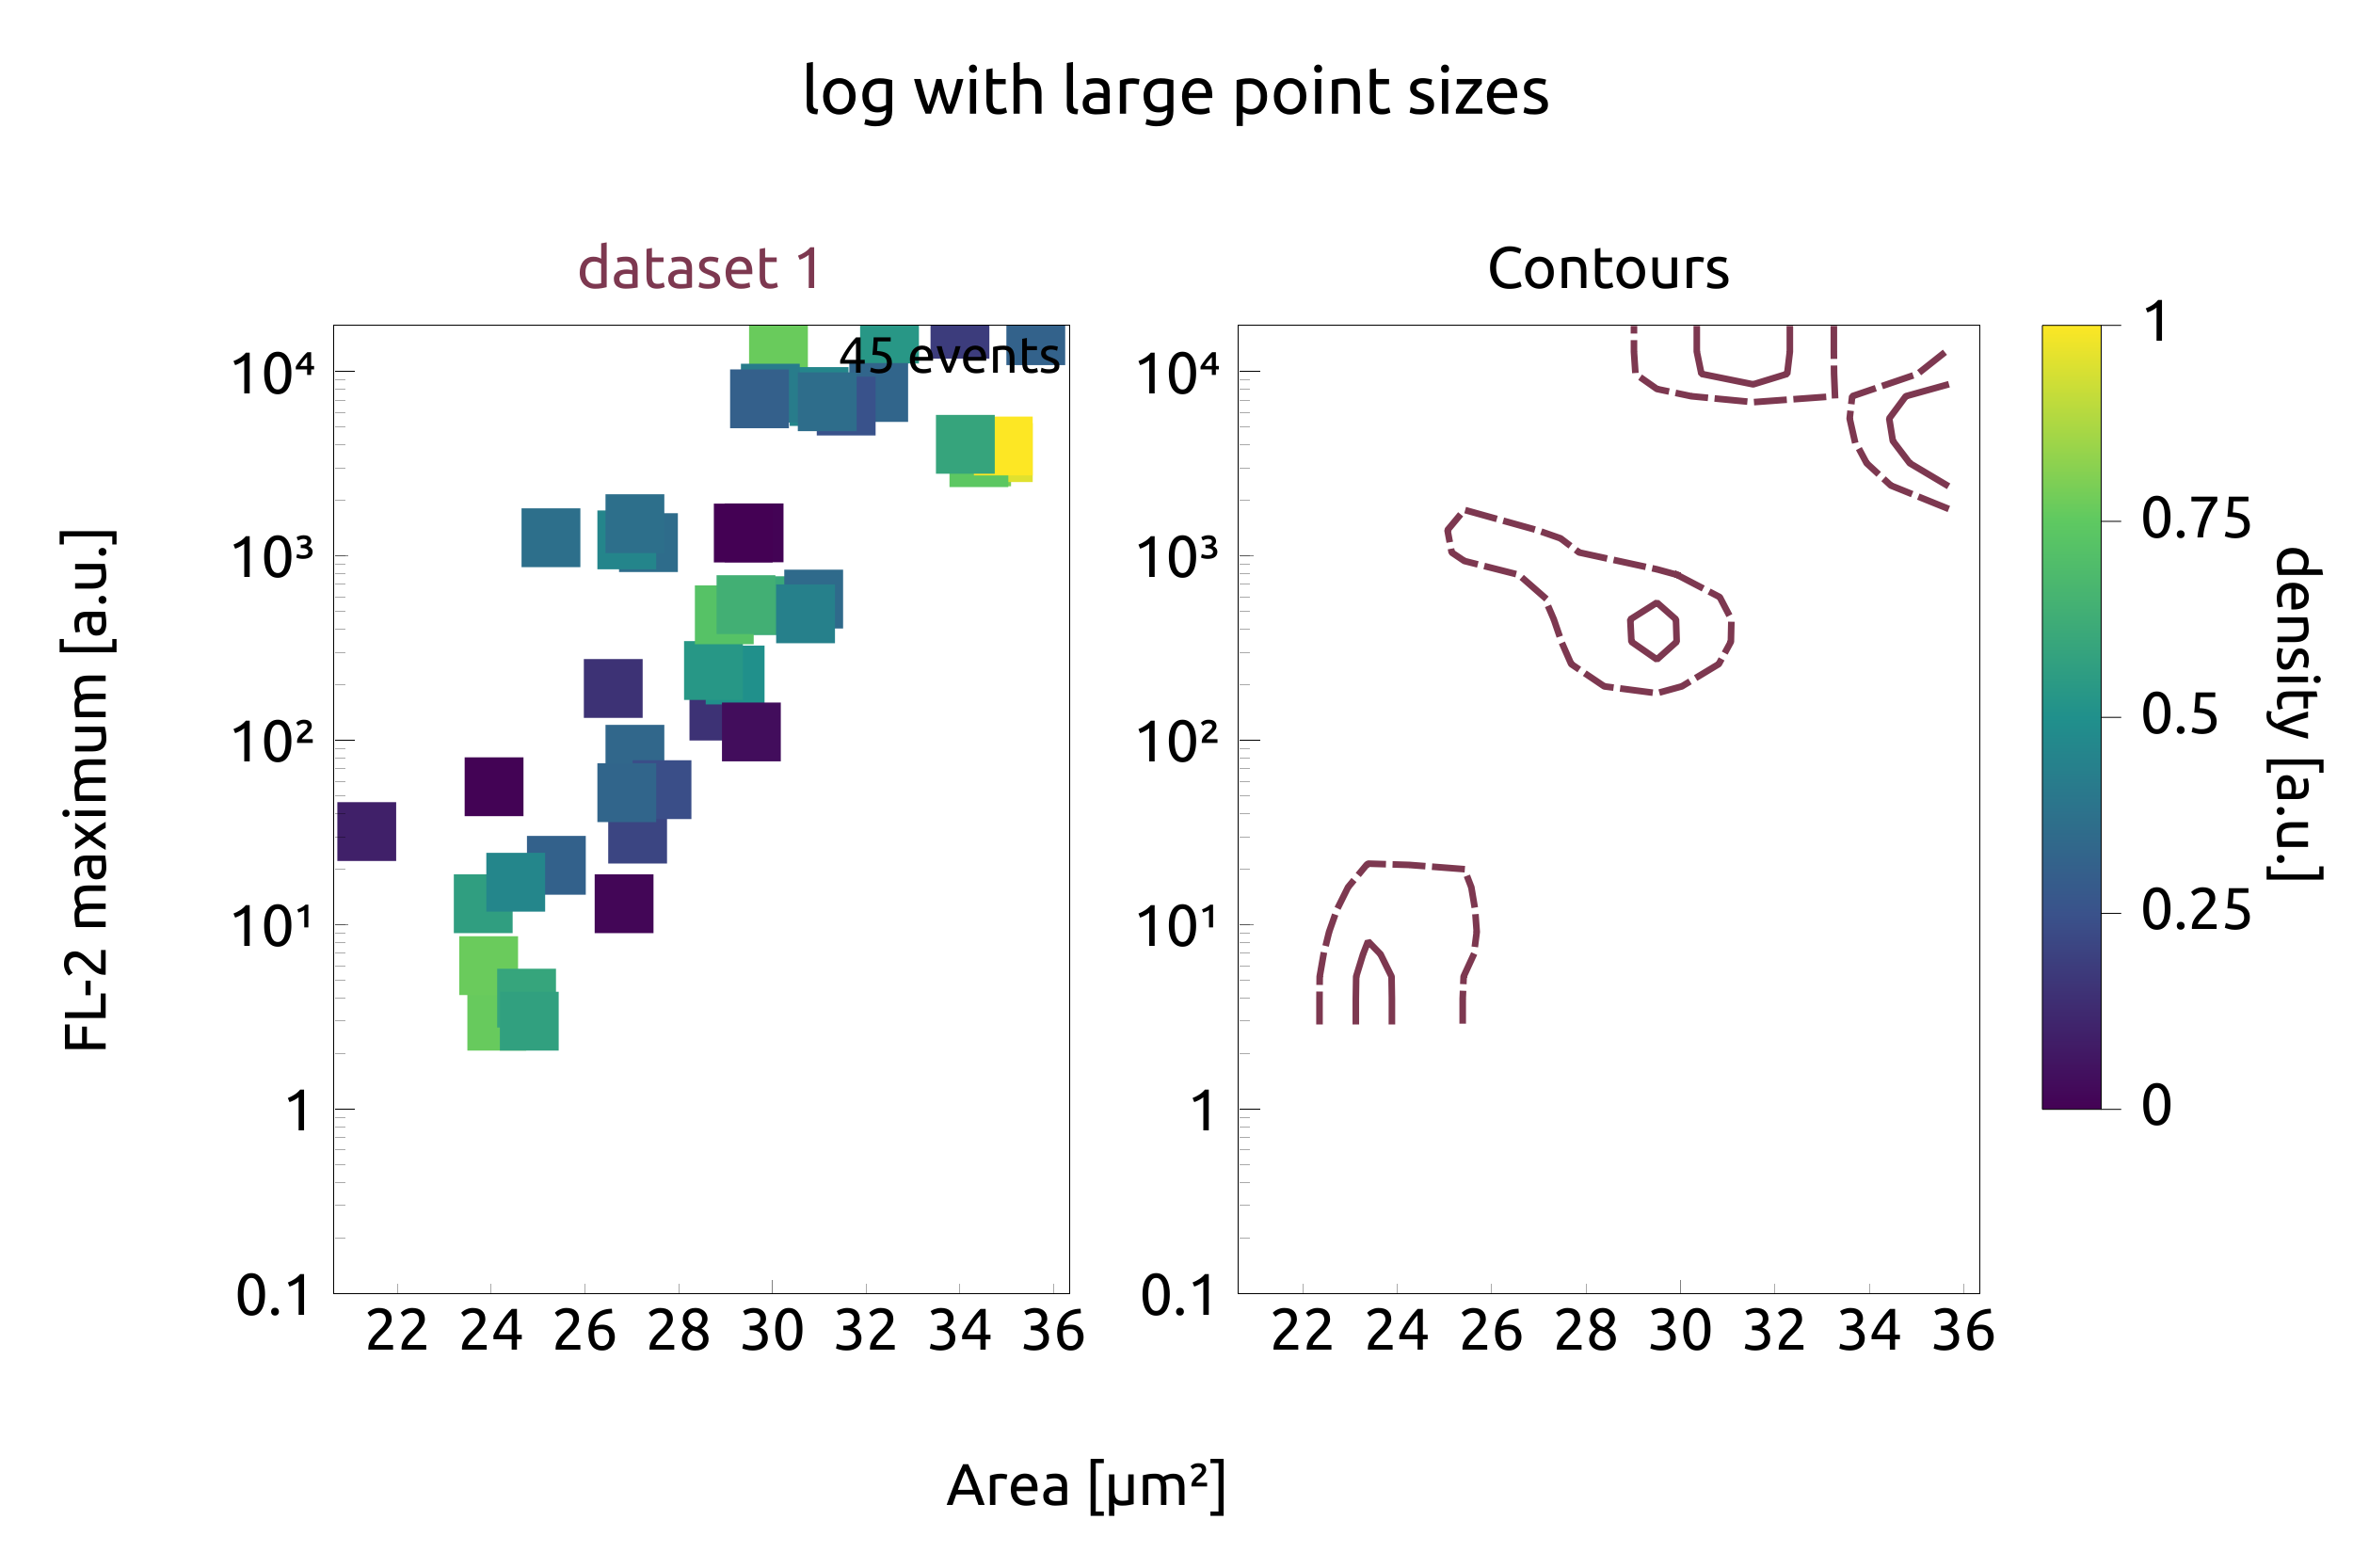 log with large point sizes
dataset 1
Contours
45 events
FL-2 maximum [a.u.]
10⁴
10³
10²
10¹
1
0.1
22 24 26 28 30 32 34 36
10⁴
10³
10²
10¹
1
0.1
22 24 26 28 30 32 34 36
Area [µm²]
1
0.75
0.5
0.25
0
density [a.u.]